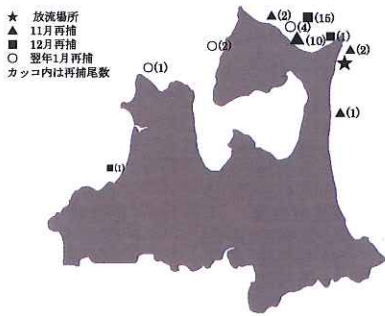 ★ 放流場所
▲ 11月再捕
■ 12月再捕
○ 翌年1月再捕
カッコ内は再捕尾数
▲(2)
■(15)
○(4)
▲(10)
■(1)
○(2)
▲(2)
★
○(1)
▲(1)
■(1)